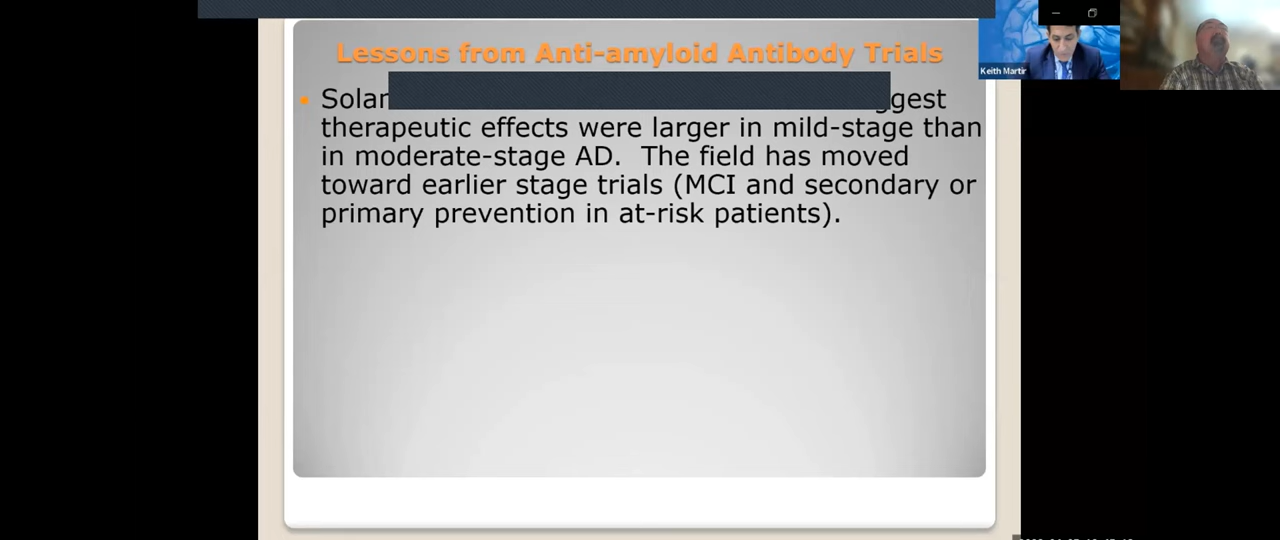 Lessons from Anti-amyloid Antibody Trials
Keith Martin
• Solan ggest
therapeutic effects were larger in mild-stage than
in moderate-stage AD. The field has moved
toward earlier stage trials (MCI and secondary or
primary prevention in at-risk patients).